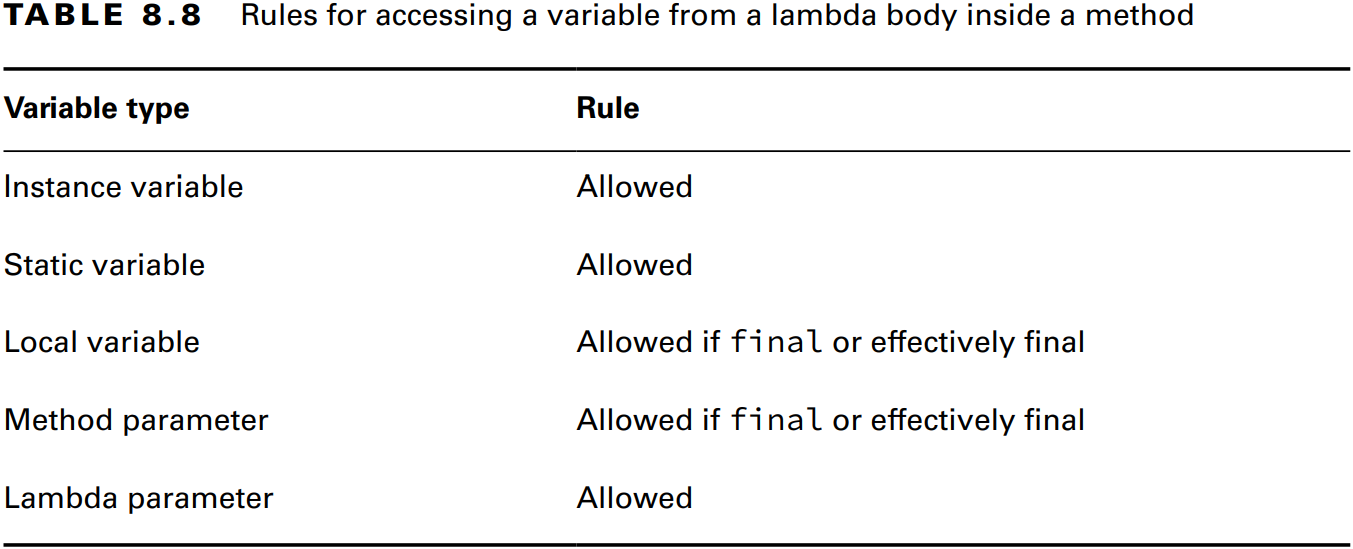 TABLE 8.8 Rules for accessing a variable from a lambda body inside a method
Variable type Rule
Instance variable Allowed
Static variable Allowed
Local variable Allowed if final or effectively final
Method parameter Allowed if final or effectively final
Lambda parameter Allowed